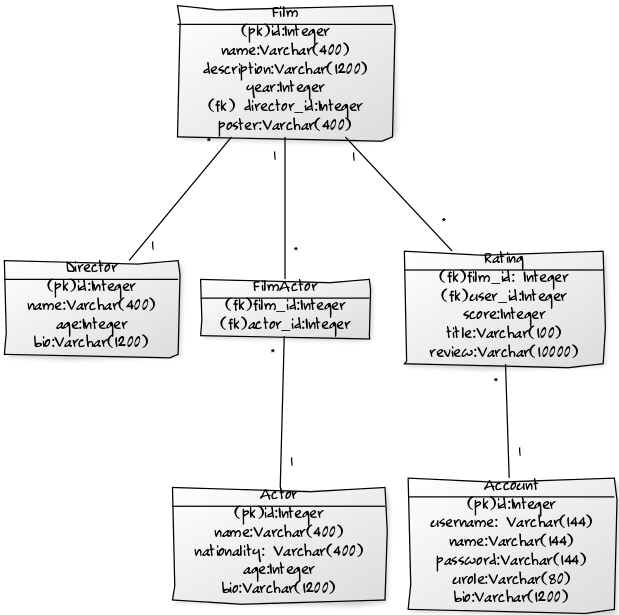 Film
(pk)id:Integer
name:Varchar(400)
description:Varchar(1200)
year:Integer
(fk) director_id:Integer
poster:Varchar(400)
* 1 1
1 * *
Director
(pk)id:Integer
name:Varchar(400)
age:Integer
bio:Varchar(1200)
FilmActor
(fk)film_id:Integer
(fk)actor_id:Integer
Rating
(fk)film_id: Integer
(fk)user_id:Integer
score:Integer
title:Varchar(100)
review:Varchar(10000)
* *
1 1
Actor
(pk)id:Integer
name:Varchar(400)
nationality: Varchar(400)
age:Integer
bio:Varchar(1200)
Account
(pk)id:Integer
username: Varchar(144)
name:Varchar(144)
password:Varchar(144)
urole:Varchar(80)
bio:Varchar(1200)